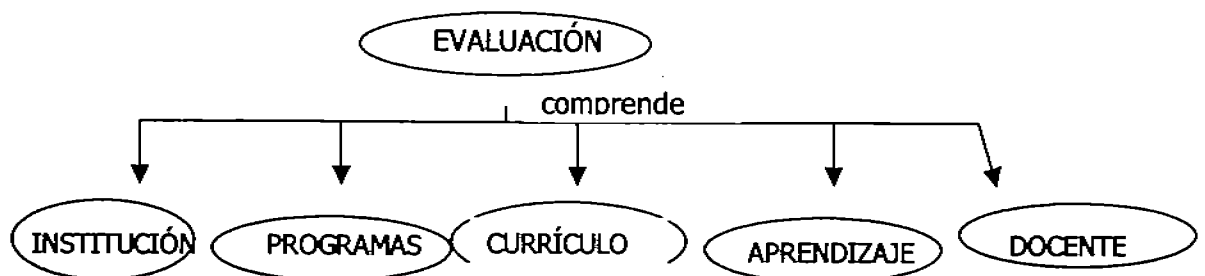 EVALUACIÓN
comprende
INSTITUCIÓN PROGRAMAS CURRÍCULO APRENDIZAJE DOCENTE